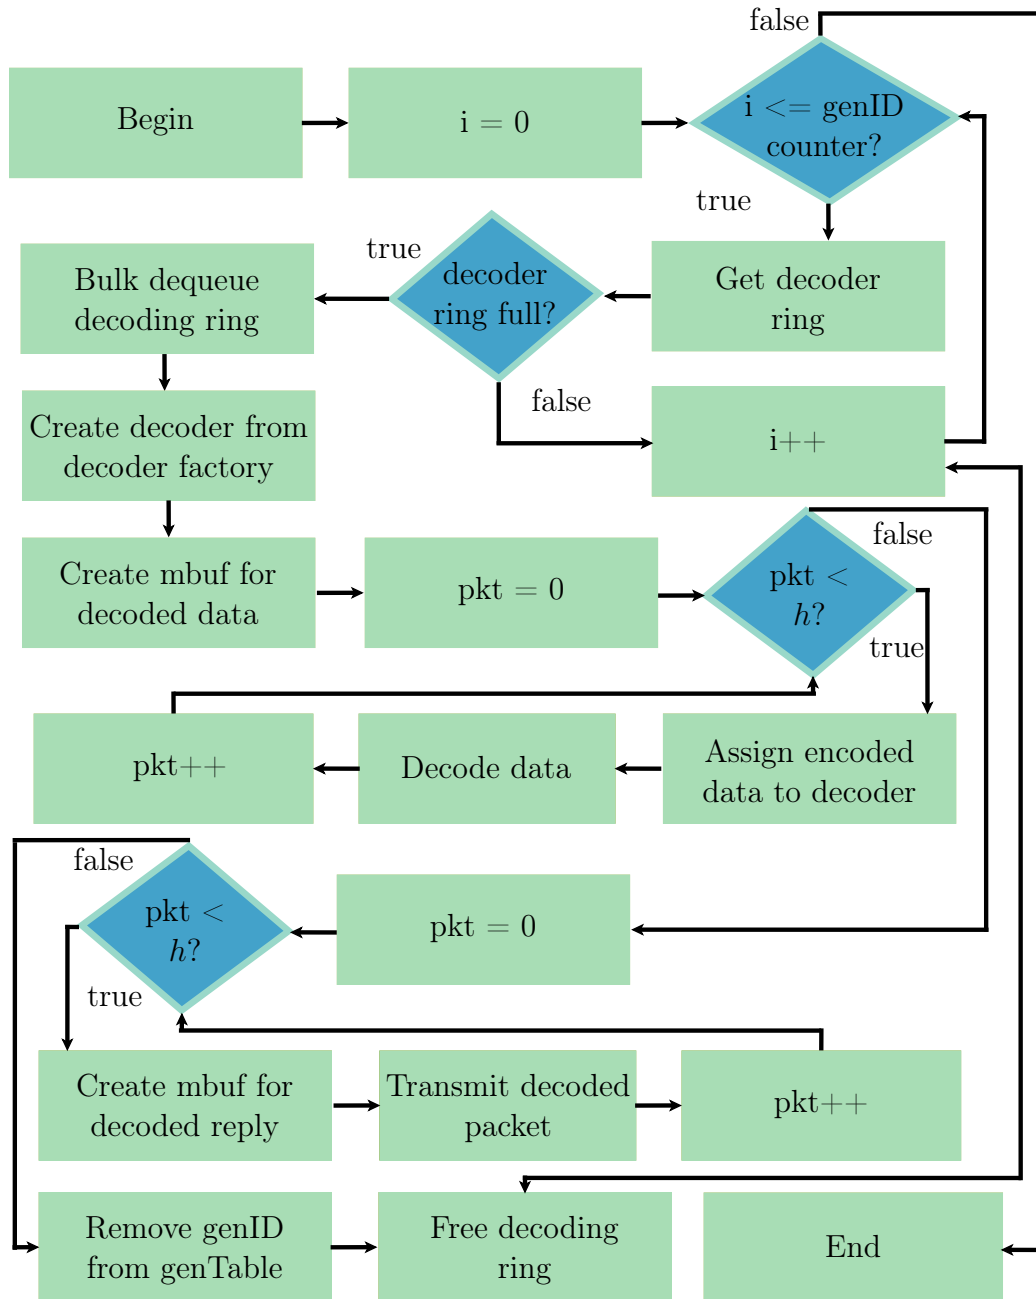 false
Begin
i = 0
i <= genID
counter?
true
true
Bulk dequeue
decoding ring
decoder
ring full?
Get decoder
ring
false
Create decoder from
decoder factory
i++
false
Create mbuf for
decoded data
pkt = 0
pkt <
h?
true
pkt++
Decode data
Assign encoded
data to decoder
false
pkt <
h?
pkt = 0
true
Create mbuf for
decoded reply
Transmit decoded
packet
pkt++
Remove genID
from genTable
Free decoding
ring
End